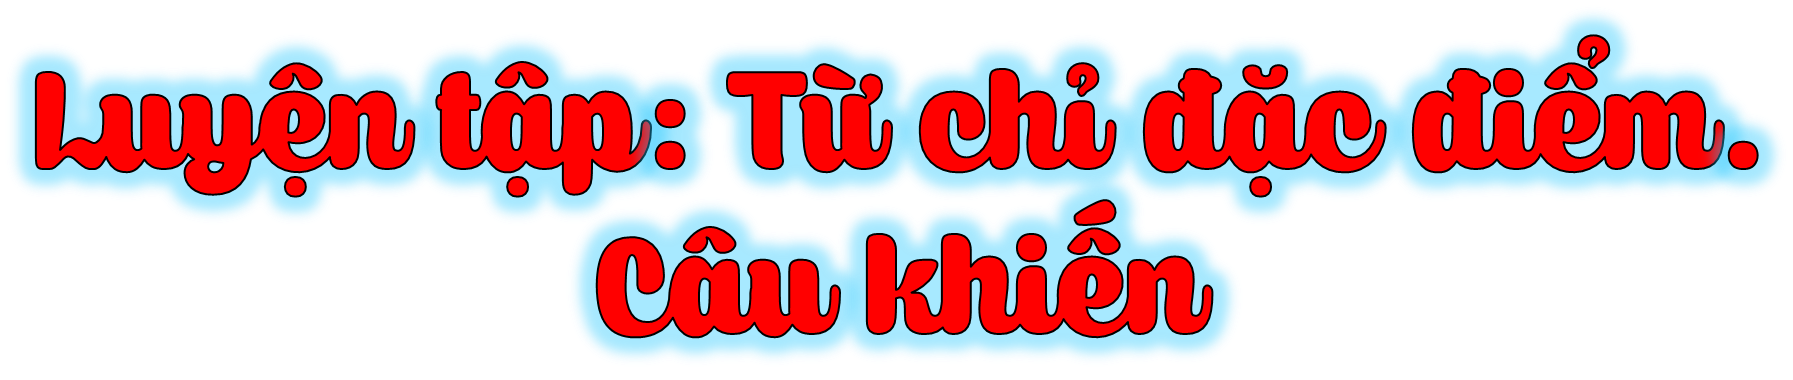 Luyện tập: Từ chỉ đặc điểm.
Câu khiến